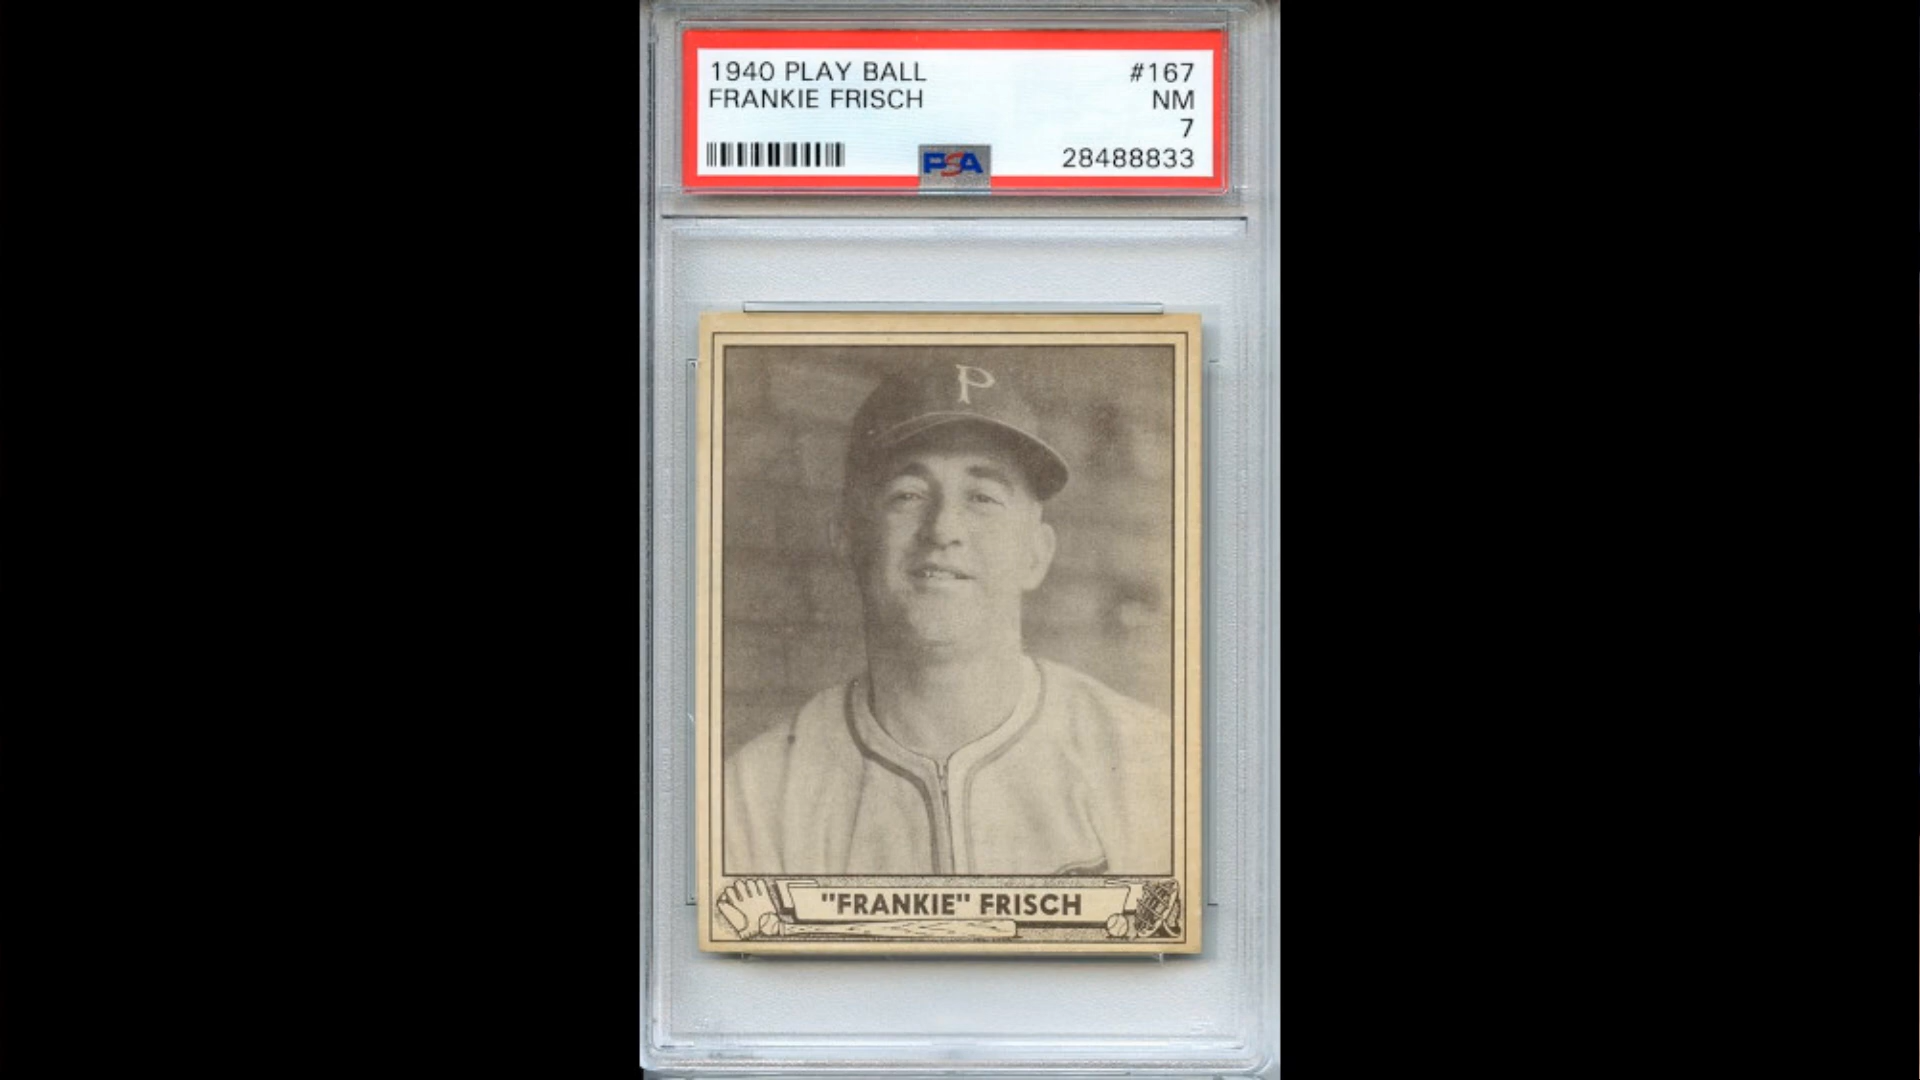 1940 PLAY BALL #167
FRANKIE FRISCH NM
7
PSA 28488833
P
"FRANKIE" FRISCH